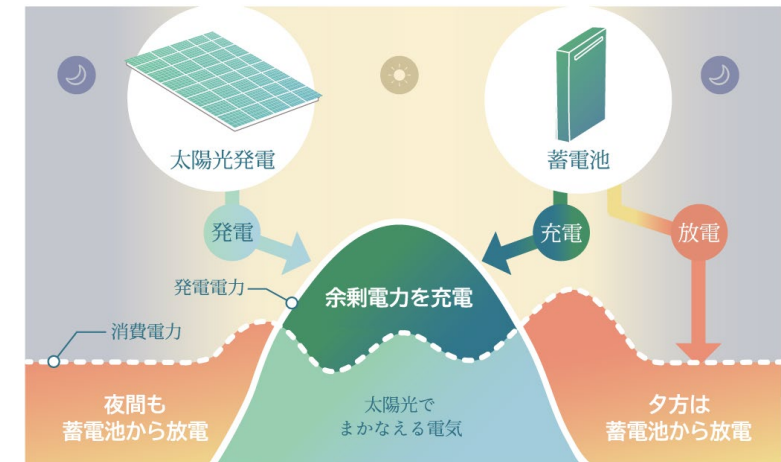 太陽光発電
蓄電池
発電
充電
放電
発電電力
余剰電力を充電
消費電力
夜間も
蓄電池から放電
太陽光で
まかなえる電気
夕方は
蓄電池から放電